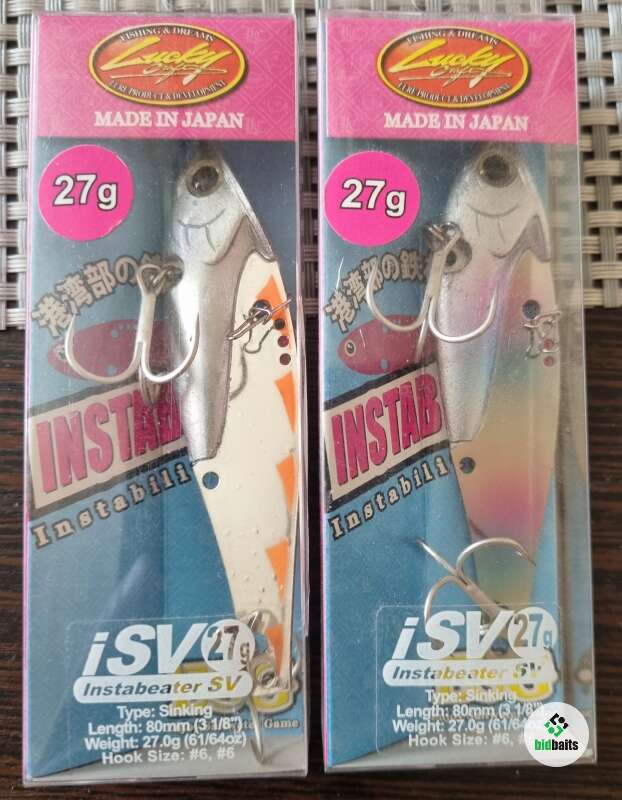 FISHING & DREAMS
Lucky
LURE PRODUCT & DEVELOPMENT
MADE IN JAPAN
27g
港湾部の鉄
INSTAB
Instabili
iSV 27
Instabeater SV
Type: Sinking
Length: 80mm (3 1/8")
Weight: 27.0g (61/64oz)
Hook Size: #6, #6
Game
FISHING & DREAMS
Lucky
LURE PRODUCT & DEVELOPMENT
MADE IN JAPAN
27g
港湾部の鉄
INSTAB
Instabili
iSV 27g
Instabeater SV
Type: Sinking
Length: 80mm (3 1/8")
Weight: 27.0g (61/64oz)
Hook Size: #6,
bidbaits